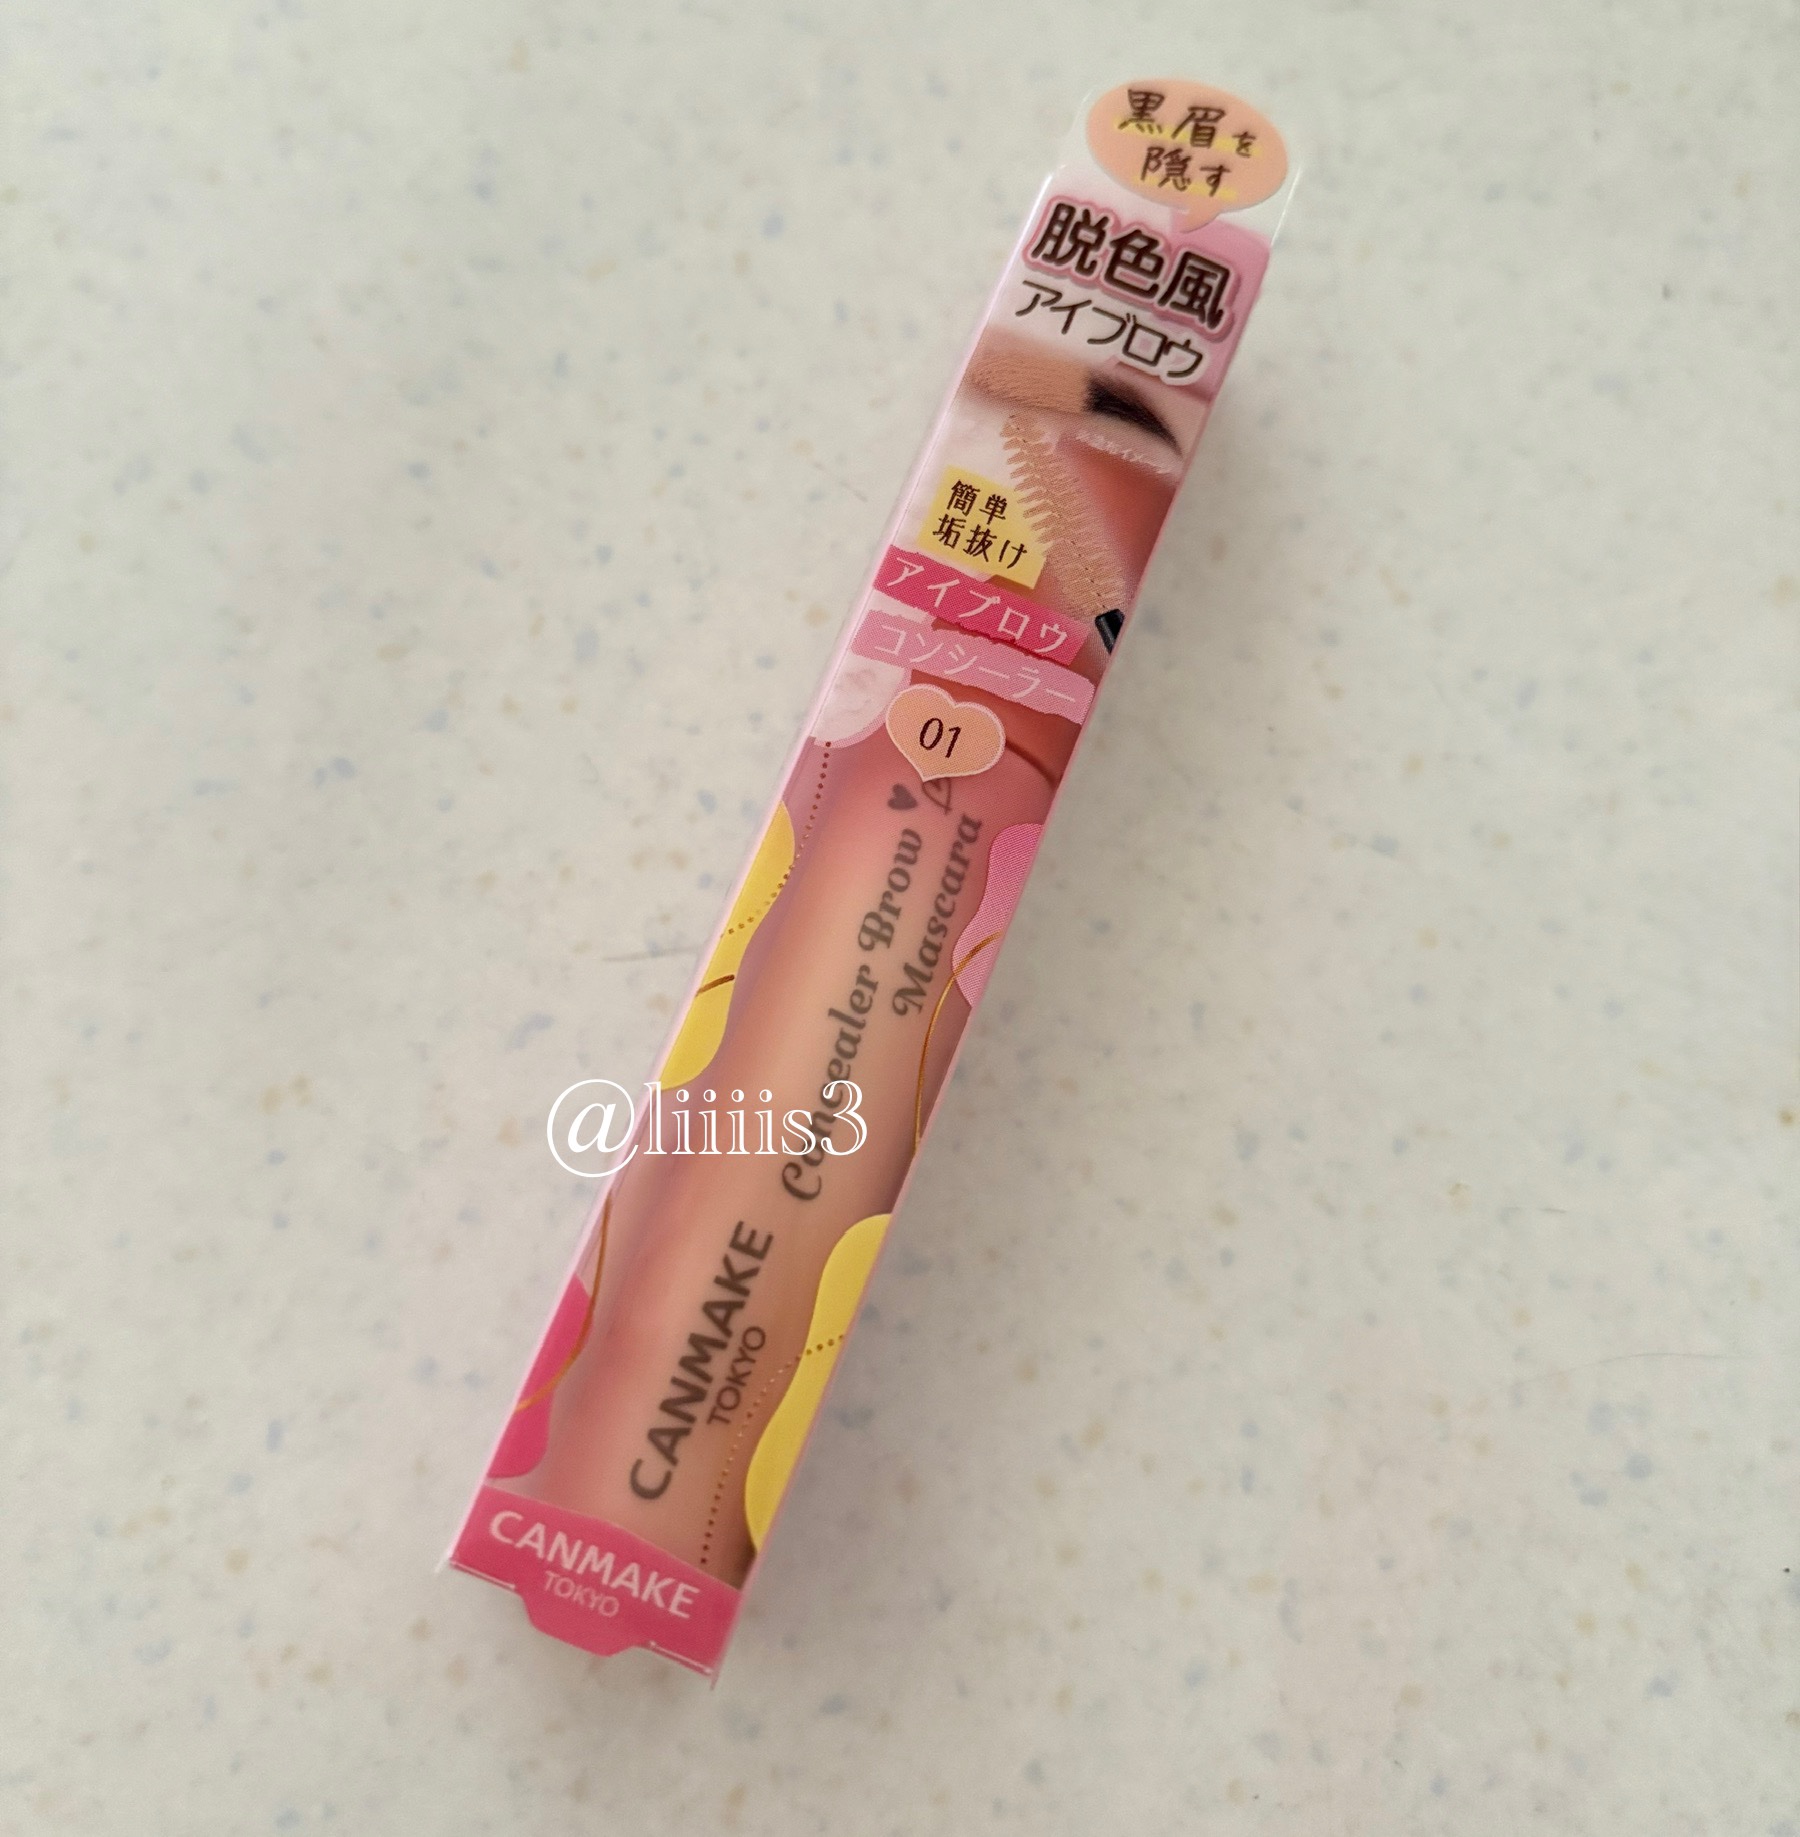 黒眉を
隠す
脱色風
アイブロウ
簡単
垢抜け
アイブロウ
コンシーラー
01
Concealer Brow
Mascara
@liiiis3
CANMAKE
TOKYO
CANMAKE
TOKYO